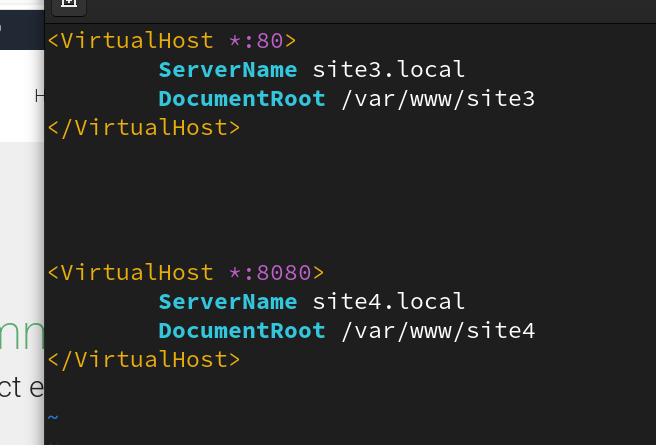 <VirtualHost *:80>
ServerName site3.local
DocumentRoot /var/www/site3
</VirtualHost>
<VirtualHost *:8080>
ServerName site4.local
DocumentRoot /var/www/site4
</VirtualHost>
~